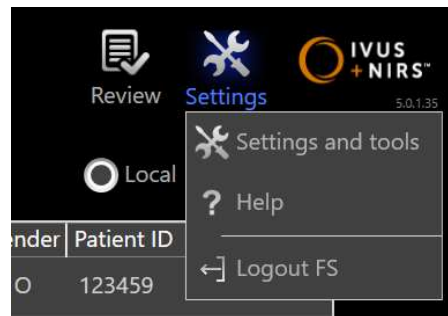 IVUS
+ NIRS™
Review Settings
5.0.1.35
Settings and tools
Local
? Help
ender Patient ID
Logout FS
O 123459